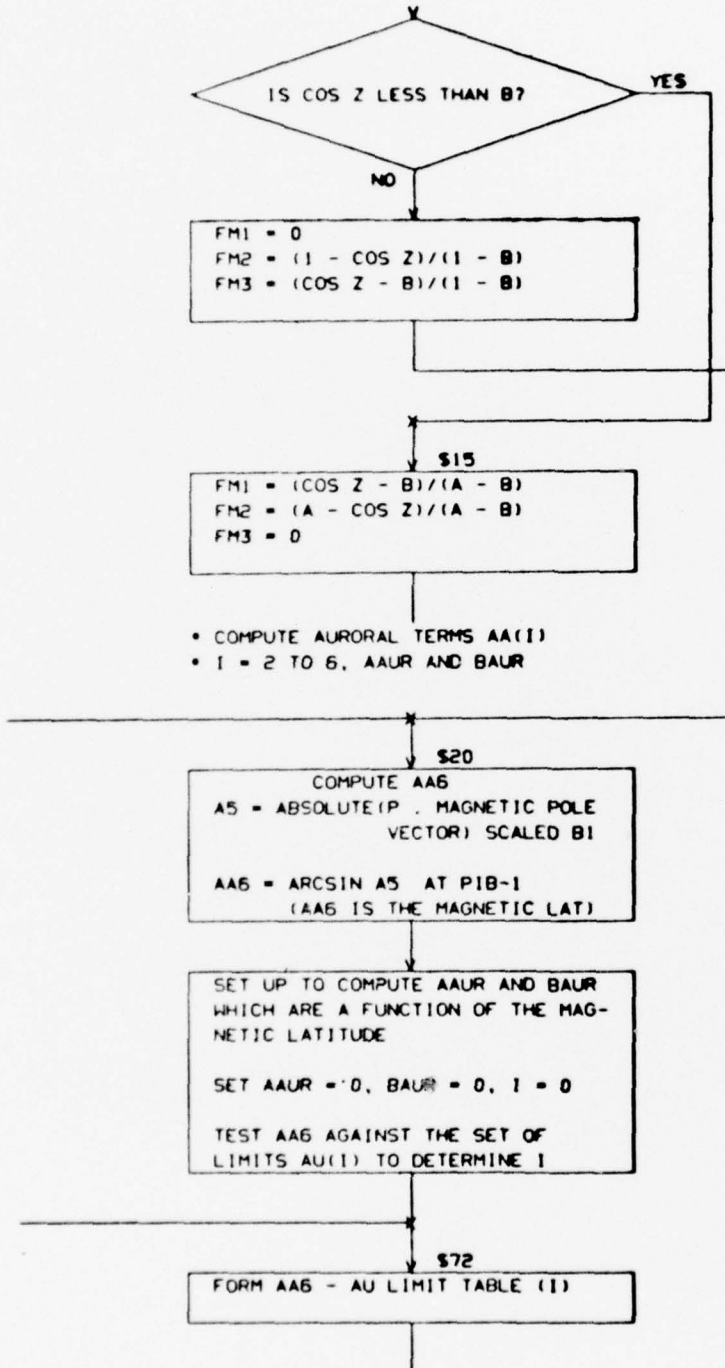 IS COS Z LESS THAN B?
YES
NO
FM1 = 0
FM2 = (1 - COS Z)/(1 - B)
FM3 = (COS Z - B)/(1 - B)
$15
FM1 = (COS Z - B)/(A - B)
FM2 = (A - COS Z)/(A - B)
FM3 = 0
• COMPUTE AURORAL TERMS AA(I)
• I = 2 TO 6, AAUR AND BAUR
$20
COMPUTE AA6
A5 = ABSOLUTE(P . MAGNETIC POLE
VECTOR) SCALED B1
AA6 = ARCSIN A5 AT PIB-1
(AA6 IS THE MAGNETIC LAT)
SET UP TO COMPUTE AAUR AND BAUR
WHICH ARE A FUNCTION OF THE MAG-
NETIC LATITUDE
SET AAUR = 0, BAUR = 0, I = 0
TEST AA6 AGAINST THE SET OF
LIMITS AU(I) TO DETERMINE I
$72
FORM AA6 - AU LIMIT TABLE (I)